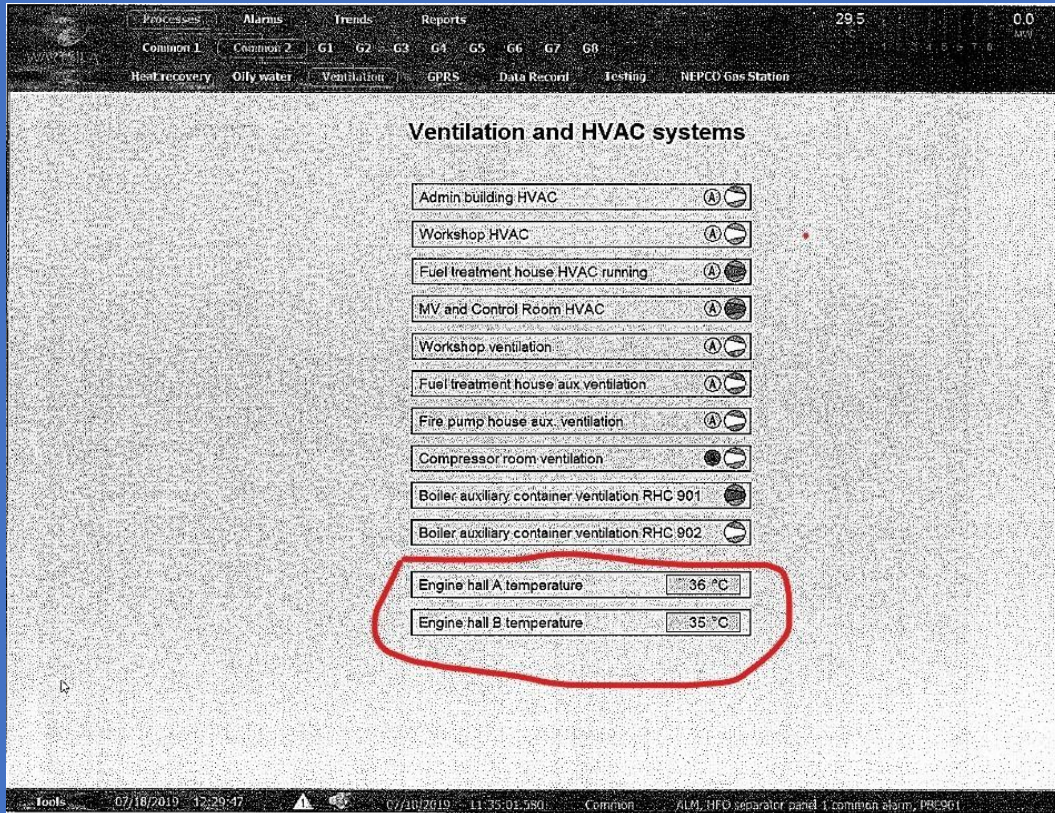 Processes Alarms Trends Reports 29.5 0.0
Common 1 Common 2 G1 G2 G3 G4 G5 G6 G7 G8
WÄRTSILÄ
Heat recovery Oily water Ventilation GPRS Data Record Testing NEPCO Gas Station
Ventilation and HVAC systems
Admin building HVAC A
Workshop HVAC A
Fuel treatment house HVAC running A
MV and Control Room HVAC A
Workshop ventilation A
Fuel treatment house aux ventilation A
Fire pump house aux. ventilation A
Compressor room ventilation
Boiler auxiliary container ventilation RHC 901
Boiler auxiliary container ventilation RHC 902
Engine hall A temperature 36 °C
Engine hall B temperature 35 °C
Tools 07/18/2019 12:29:47 07/10/2019 11:35:01.580 Common ALM, HFO separator panel 1 common alarm, PBE901